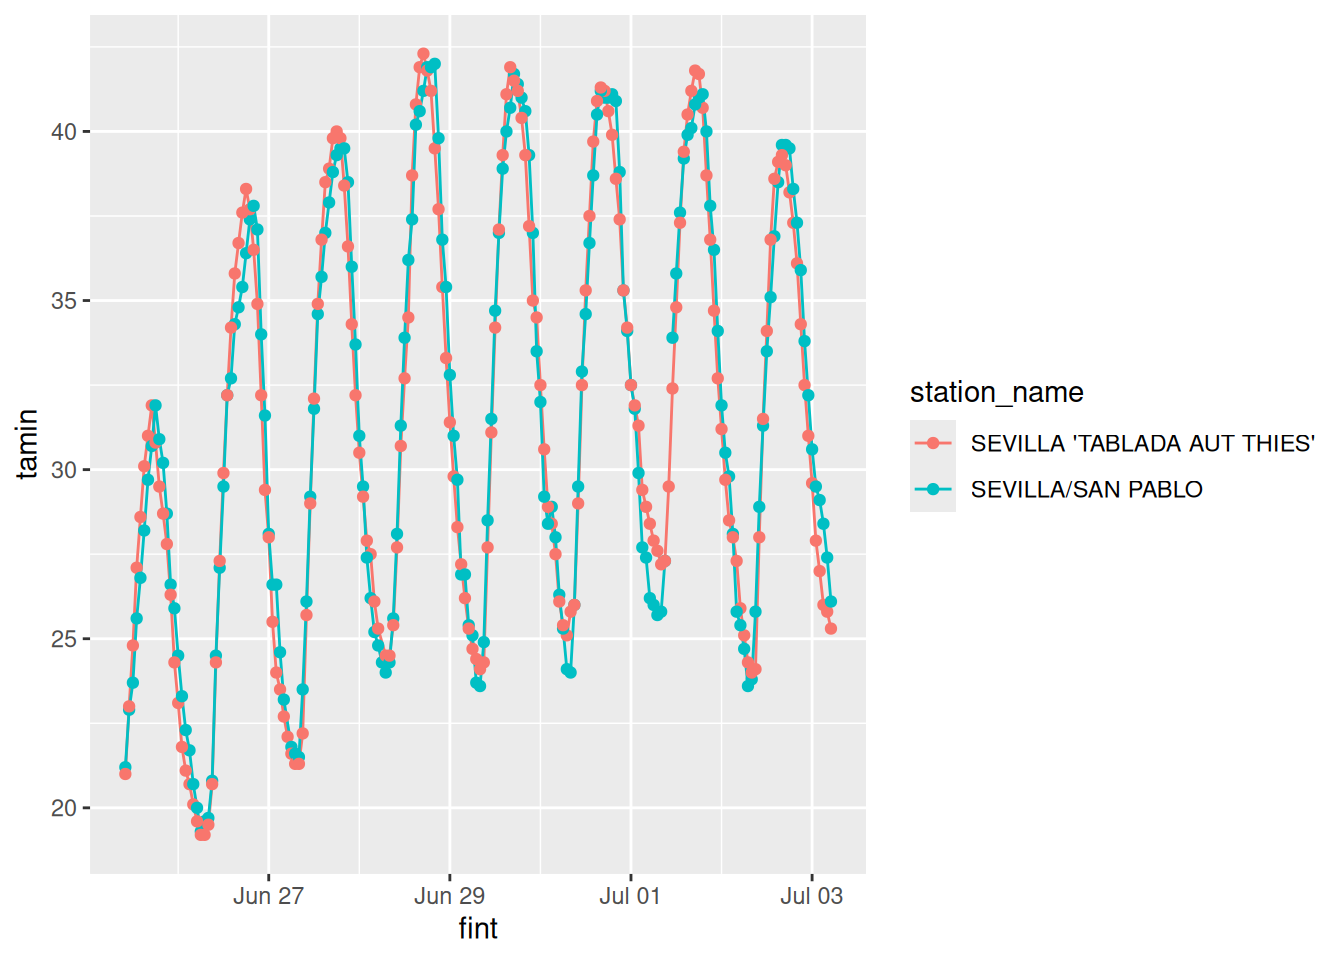 40
35
30
25
20
tamin
Jun 27
Jun 29
Jul 01
Jul 03
fint
station_name
SEVILLA 'TABLADA AUT THIES'
SEVILLA/SAN PABLO